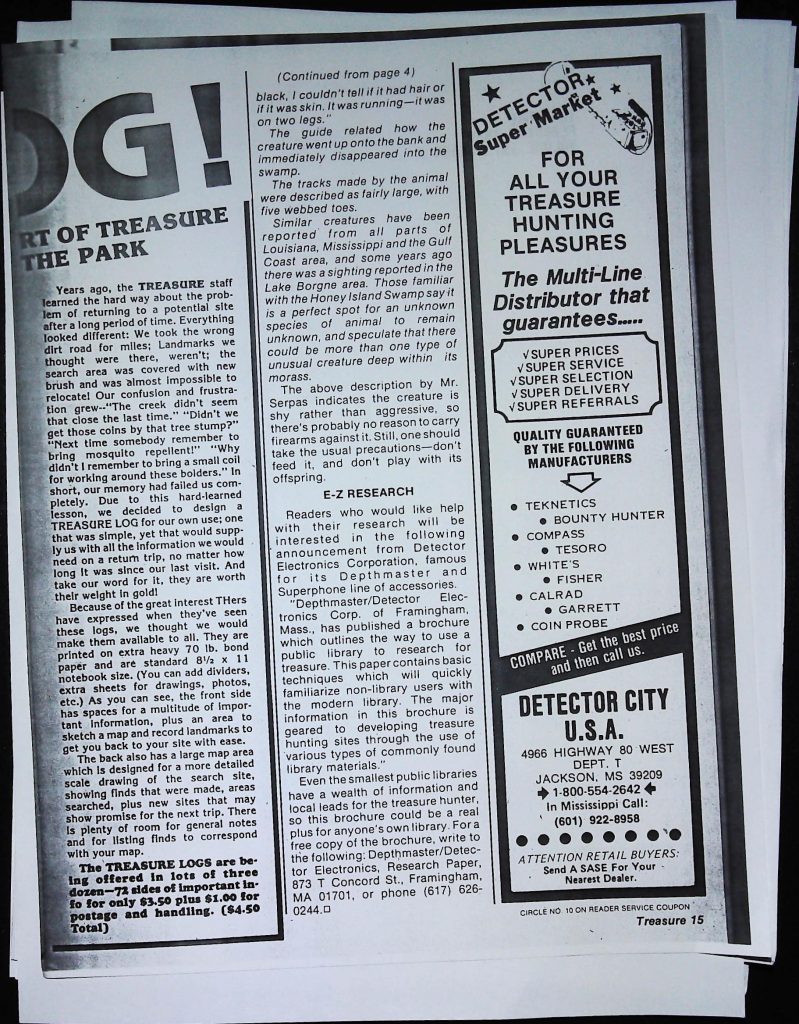 OG!
RT OF TREASURE
THE PARK
Years ago, the TREASURE staff
learned the hard way about the prob-
lem of returning to a potential site
after a long period of time. Everything
looked different: We took the wrong
dirt road for miles; Landmarks we
thought were there, weren't; the
search area was covered with new
brush and was almost impossible to
relocate! Our confusion and frustra-
tion grew--"The creek didn't seem
that close the last time." "Didn't we
get those coins by that tree stump?"
"Next time somebody remember to
bring mosquito repellent!" "Why
didn't I remember to bring a small coil
for working around these bolders." In
short, our memory had failed us com-
pletely. Due to this hard-learned
lesson, we decided to design a
TREASURE LOG for our own use; one
that was simple, yet that would supp-
ly us with all the information we would
need on a return trip, no matter how
long it was since our last visit. And
take our word for it, they are worth
their weight in gold!
Because of the great interest THers
have expressed when they've seen
these logs, we thought we would
make them available to all. They are
printed on extra heavy 70 lb. bond
paper and are standard 8½ x 11
notebook size. (You can add dividers,
extra sheets for drawings, photos,
etc.) As you can see, the front side
has spaces for a multitude of impor-
tant information, plus an area to
sketch a map and record landmarks to
get you back to your site with ease.
The back also has a large map area
which is designed for a more detailed
scale drawing of the search site,
showing finds that were made, areas
searched, plus new sites that may
show promise for the next trip. There
is plenty of room for general notes
and for listing finds to correspond
with your map.
The TREASURE LOGS are be-
ing offered in lots of three
dozen—72 sides of important in-
fo for only $3.50 plus $1.00 for
postage and handling. ($4.50
Total)
(Continued from page 4)
black, I couldn't tell if it had hair or
if it was skin. It was running—it was
on two legs."
The guide related how the
creature went up onto the bank and
immediately disappeared into the
swamp.
The tracks made by the animal
were described as fairly large, with
five webbed toes.
Similar creatures have been
reported from all parts of
Louisiana, Mississippi and the Gulf
Coast area, and some years ago
there was a sighting reported in the
Lake Borgne area. Those familiar
with the Honey Island Swamp say it
is a perfect spot for an unknown
species of animal to remain
unknown, and speculate that there
could be more than one type of
unusual creature deep within its
morass.
The above description by Mr.
Serpas indicates the creature is
shy rather than aggressive, so
there's probably no reason to carry
firearms against it. Still, one should
take the usual precautions—don't
feed it, and don't play with its
offspring.
E-Z RESEARCH
Readers who would like help
with their research will be
interested in the following
announcement from Detector
Electronics Corporation, famous
for its Depthmaster and
Superphone line of accessories.
"Depthmaster/Detector Elec-
tronics Corp. of Framingham,
Mass., has published a brochure
which outlines the way to use a
public library to research for
treasure. This paper contains basic
techniques which will quickly
familiarize non-library users with
the modern library. The major
information in this brochure is
geared to developing treasure
hunting sites through the use of
various types of commonly found
library materials."
Even the smallest public libraries
have a wealth of information and
local leads for the treasure hunter,
so this brochure could be a real
plus for anyone's own library. For a
free copy of the brochure, write to
the following: Depthmaster/Detec-
tor Electronics, Research Paper,
873 T Concord St., Framingham,
MA 01701, or phone (617) 626-
0244.□
DETECTOR
Super Market
FOR
ALL YOUR
TREASURE
HUNTING
PLEASURES
The Multi-Line
Distributor that
guarantees.....
√SUPER PRICES
√SUPER SERVICE
√SUPER SELECTION
√SUPER DELIVERY
√SUPER REFERRALS
QUALITY GUARANTEED
BY THE FOLLOWING
MANUFACTURERS
• TEKNETICS
• BOUNTY HUNTER
• COMPASS
• TESORO
• WHITE'S
• FISHER
• CALRAD
• GARRETT
• COIN PROBE
COMPARE - Get the best price
and then call us.
DETECTOR CITY
U.S.A.
4966 HIGHWAY 80 WEST
DEPT. T
JACKSON, MS 39209
1-800-554-2642
In Mississippi Call:
(601) 922-8958
ATTENTION RETAIL BUYERS:
Send A SASE For Your
Nearest Dealer.
CIRCLE NO. 10 ON READER SERVICE COUPON
Treasure 15